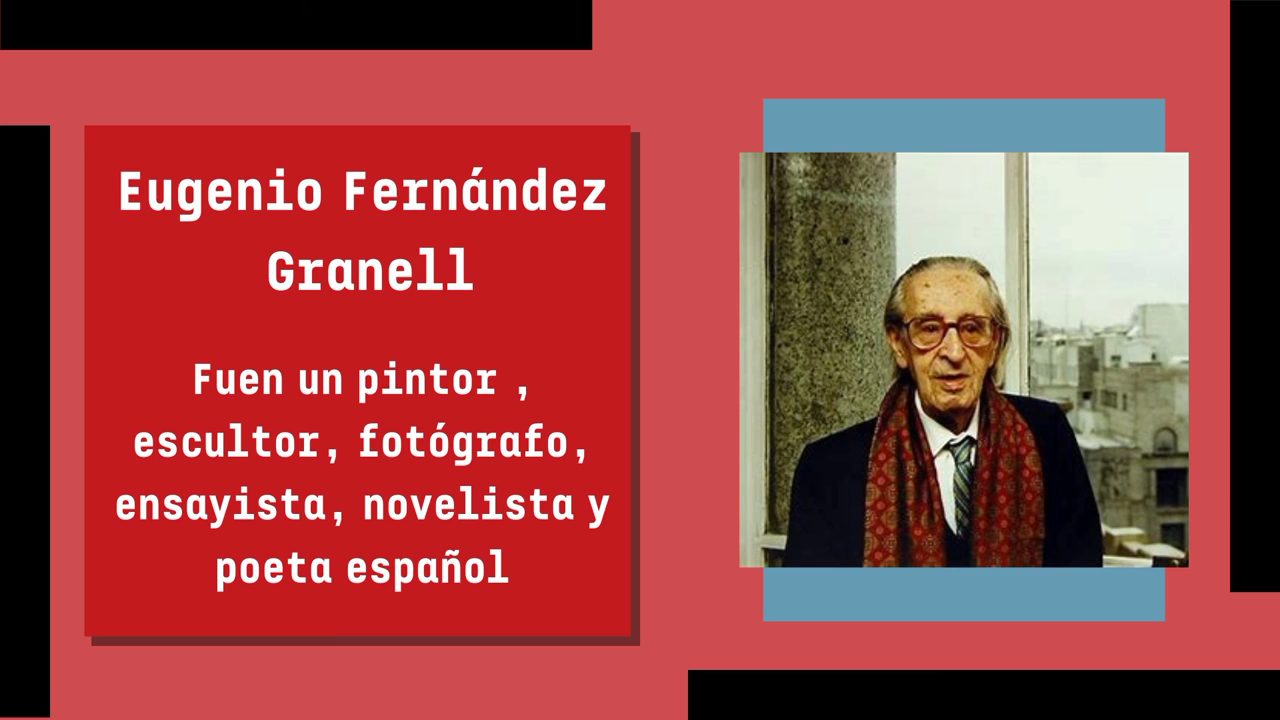 Eugenio Fernández
Granell
Fuen un pintor ,
escultor, fotógrafo,
ensayista, novelista y
poeta español